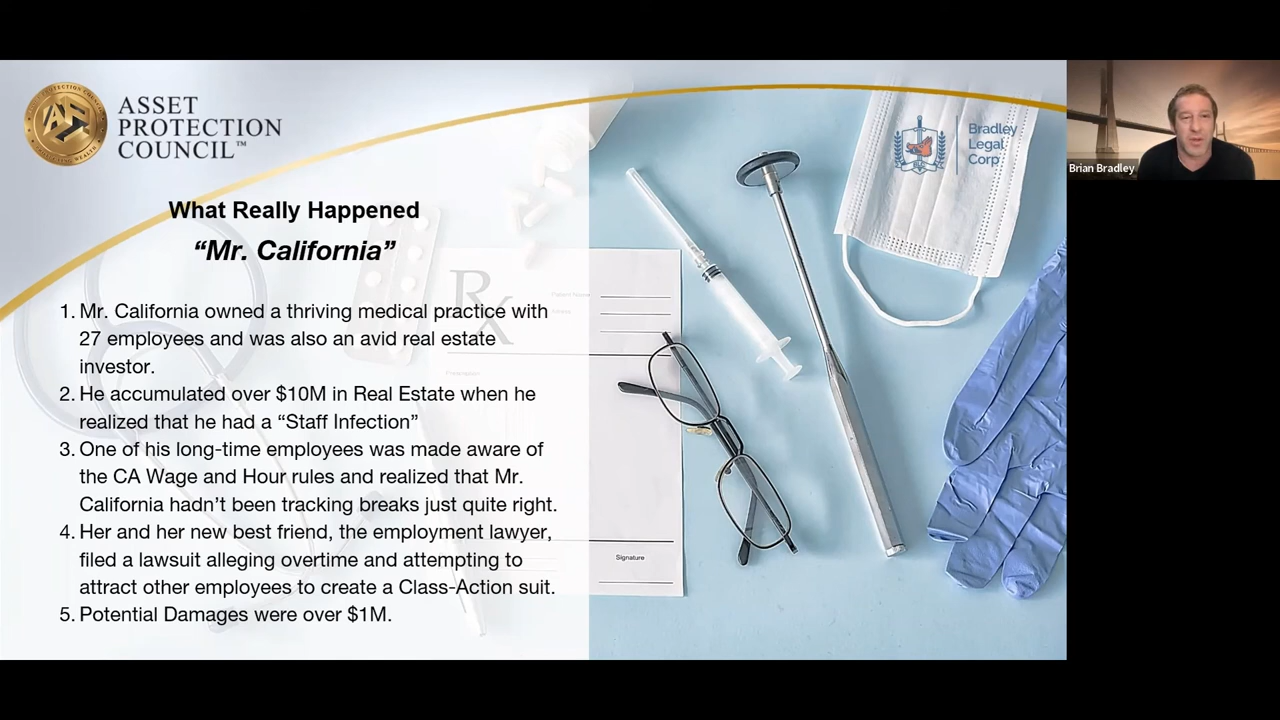 ASSET
PROTECTION
COUNCIL™
Bradley
Legal
Corp
Brian Bradley
What Really Happened
“Mr. California”
1. Mr. California owned a thriving medical practice with
27 employees and was also an avid real estate
investor.
2. He accumulated over $10M in Real Estate when he
realized that he had a “Staff Infection”
3. One of his long-time employees was made aware of
the CA Wage and Hour rules and realized that Mr.
California hadn’t been tracking breaks just quite right.
4. Her and her new best friend, the employment lawyer,
filed a lawsuit alleging overtime and attempting to
attract other employees to create a Class-Action suit.
5. Potential Damages were over $1M.
Rx
Signature